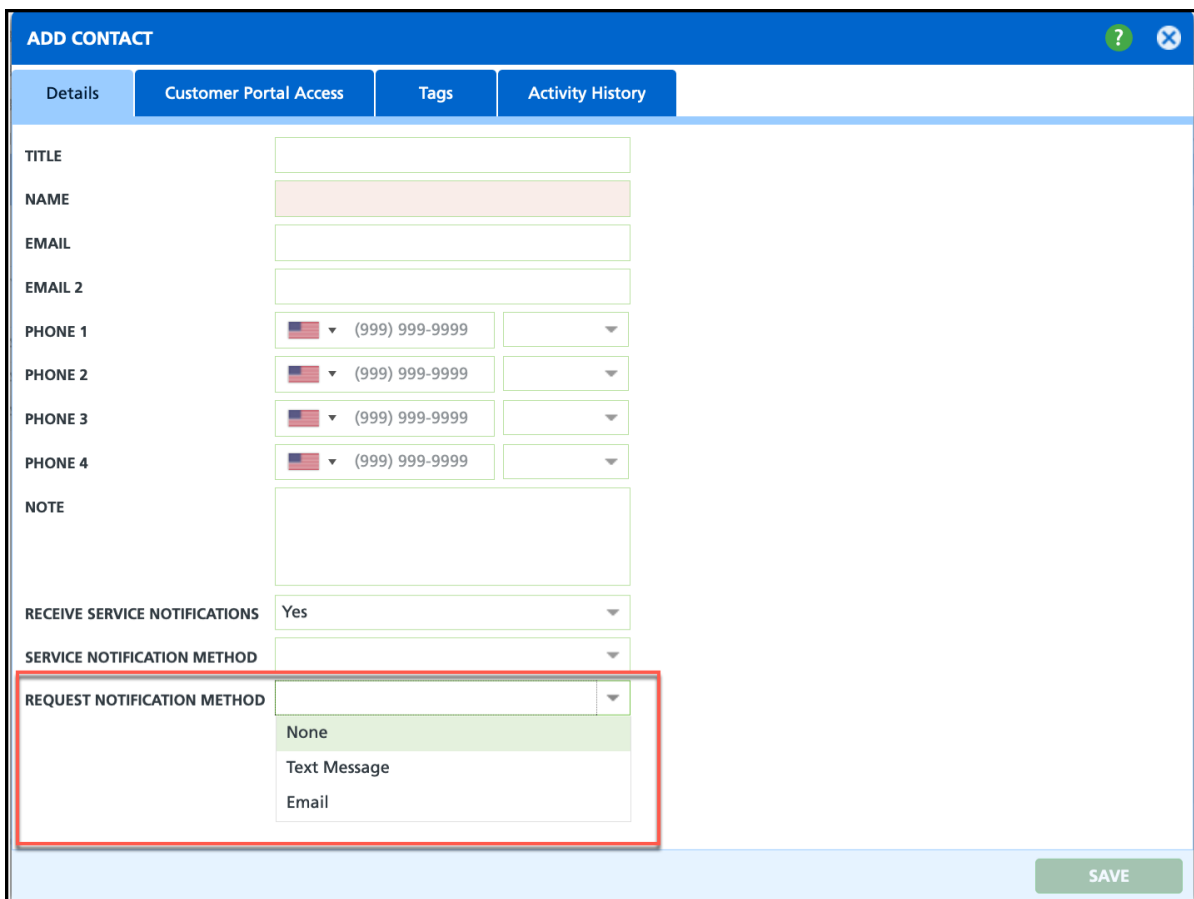 ADD CONTACT ?
Details Customer Portal Access Tags Activity History
TITLE
NAME
EMAIL
EMAIL 2
PHONE 1 (999) 999-9999
PHONE 2 (999) 999-9999
PHONE 3 (999) 999-9999
PHONE 4 (999) 999-9999
NOTE
RECEIVE SERVICE NOTIFICATIONS Yes
SERVICE NOTIFICATION METHOD
REQUEST NOTIFICATION METHOD
None
Text Message
Email
SAVE